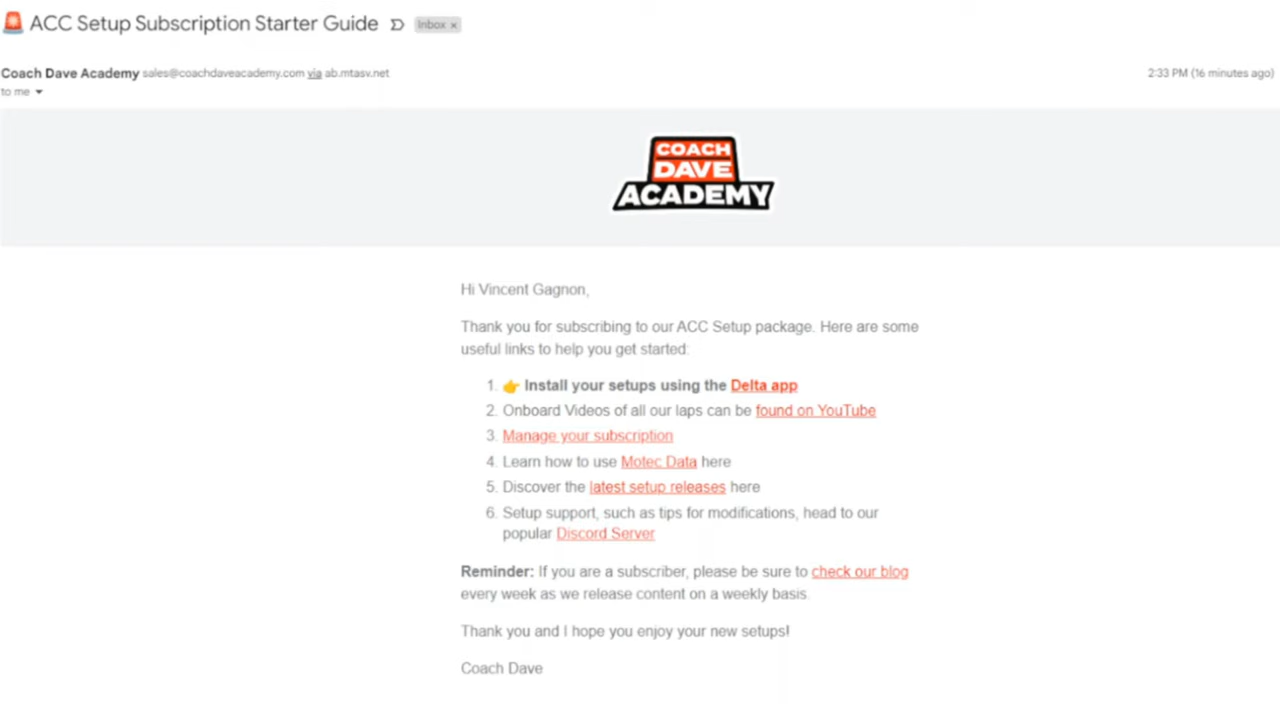 ACC Setup Subscription Starter Guide Inbox x
Coach Dave Academy sales@coachdaveacademy.com via ab.mtasv.net 2:33 PM (16 minutes ago)
to me
COACH
DAVE
ACADEMY
Hi Vincent Gagnon,
Thank you for subscribing to our ACC Setup package. Here are some
useful links to help you get started:
1. 👉 Install your setups using the Delta app
2. Onboard Videos of all our laps can be found on YouTube
3. Manage your subscription
4. Learn how to use Motec Data here
5. Discover the latest setup releases here
6. Setup support, such as tips for modifications, head to our
popular Discord Server
Reminder: If you are a subscriber, please be sure to check our blog
every week as we release content on a weekly basis.
Thank you and I hope you enjoy your new setups!
Coach Dave